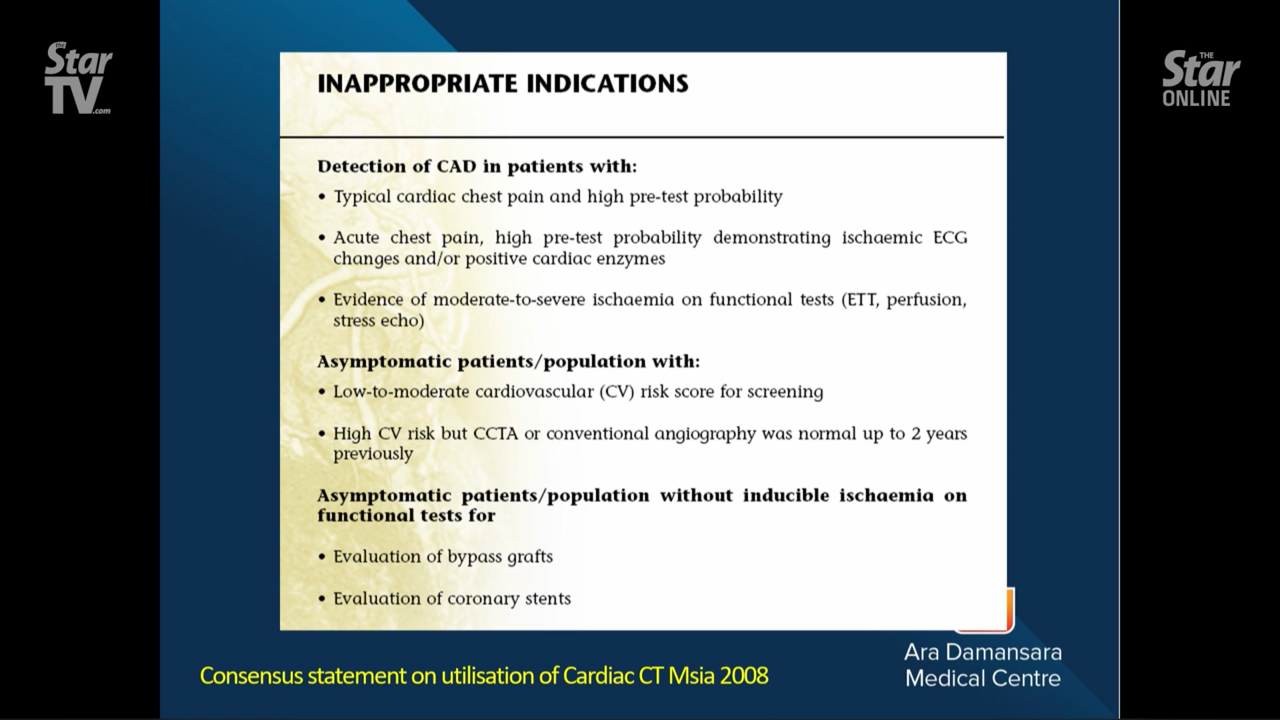 The
Star
TV.com
THE
Star
ONLINE
INAPPROPRIATE INDICATIONS
Detection of CAD in patients with:
• Typical cardiac chest pain and high pre-test probability
• Acute chest pain, high pre-test probability demonstrating ischaemic ECG
changes and/or positive cardiac enzymes
• Evidence of moderate-to-severe ischaemia on functional tests (ETT, perfusion,
stress echo)
Asymptomatic patients/population with:
• Low-to-moderate cardiovascular (CV) risk score for screening
• High CV risk but CCTA or conventional angiography was normal up to 2 years
previously
Asymptomatic patients/population without inducible ischaemia on
functional tests for
• Evaluation of bypass grafts
• Evaluation of coronary stents
Consensus statement on utilisation of Cardiac CT Msia 2008
Ara Damansara
Medical Centre